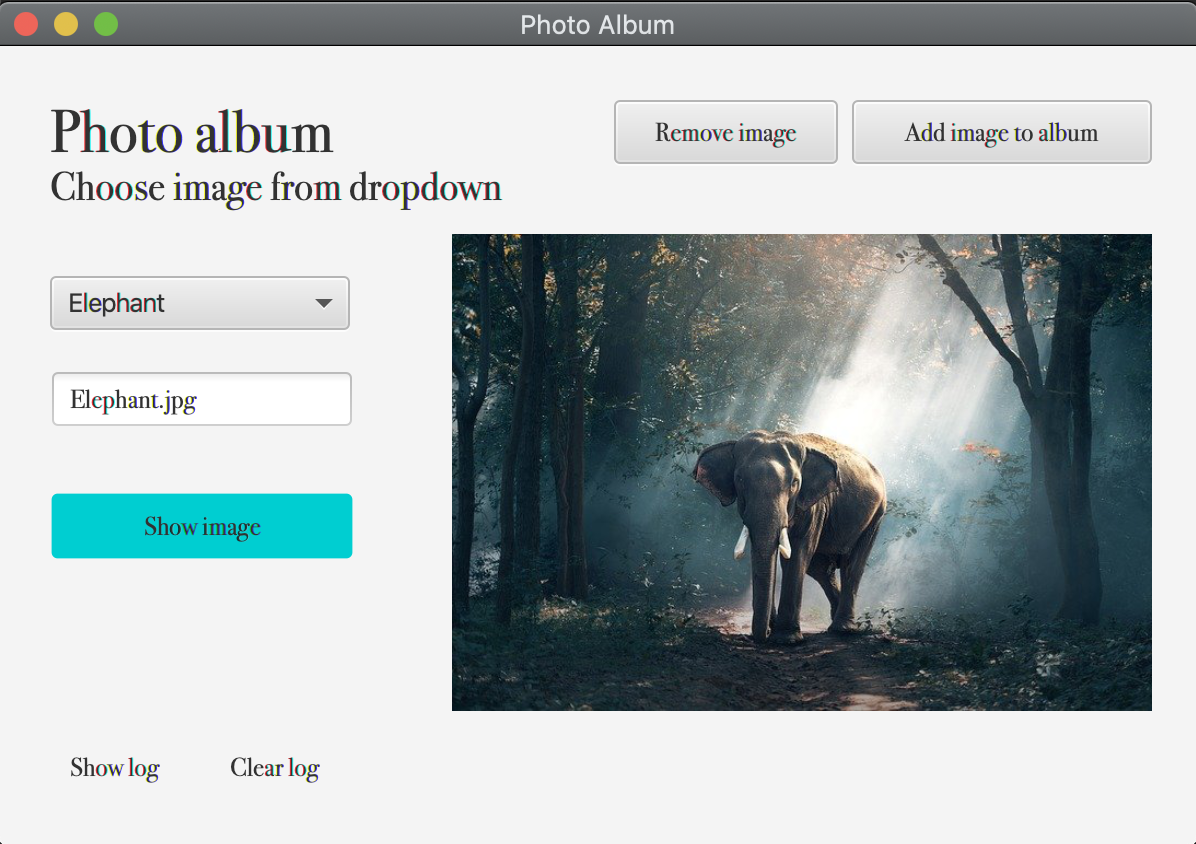 Photo Album
Photo album
Remove image
Add image to album
Choose image from dropdown
Elephant
Elephant.jpg
Show image
Show log
Clear log